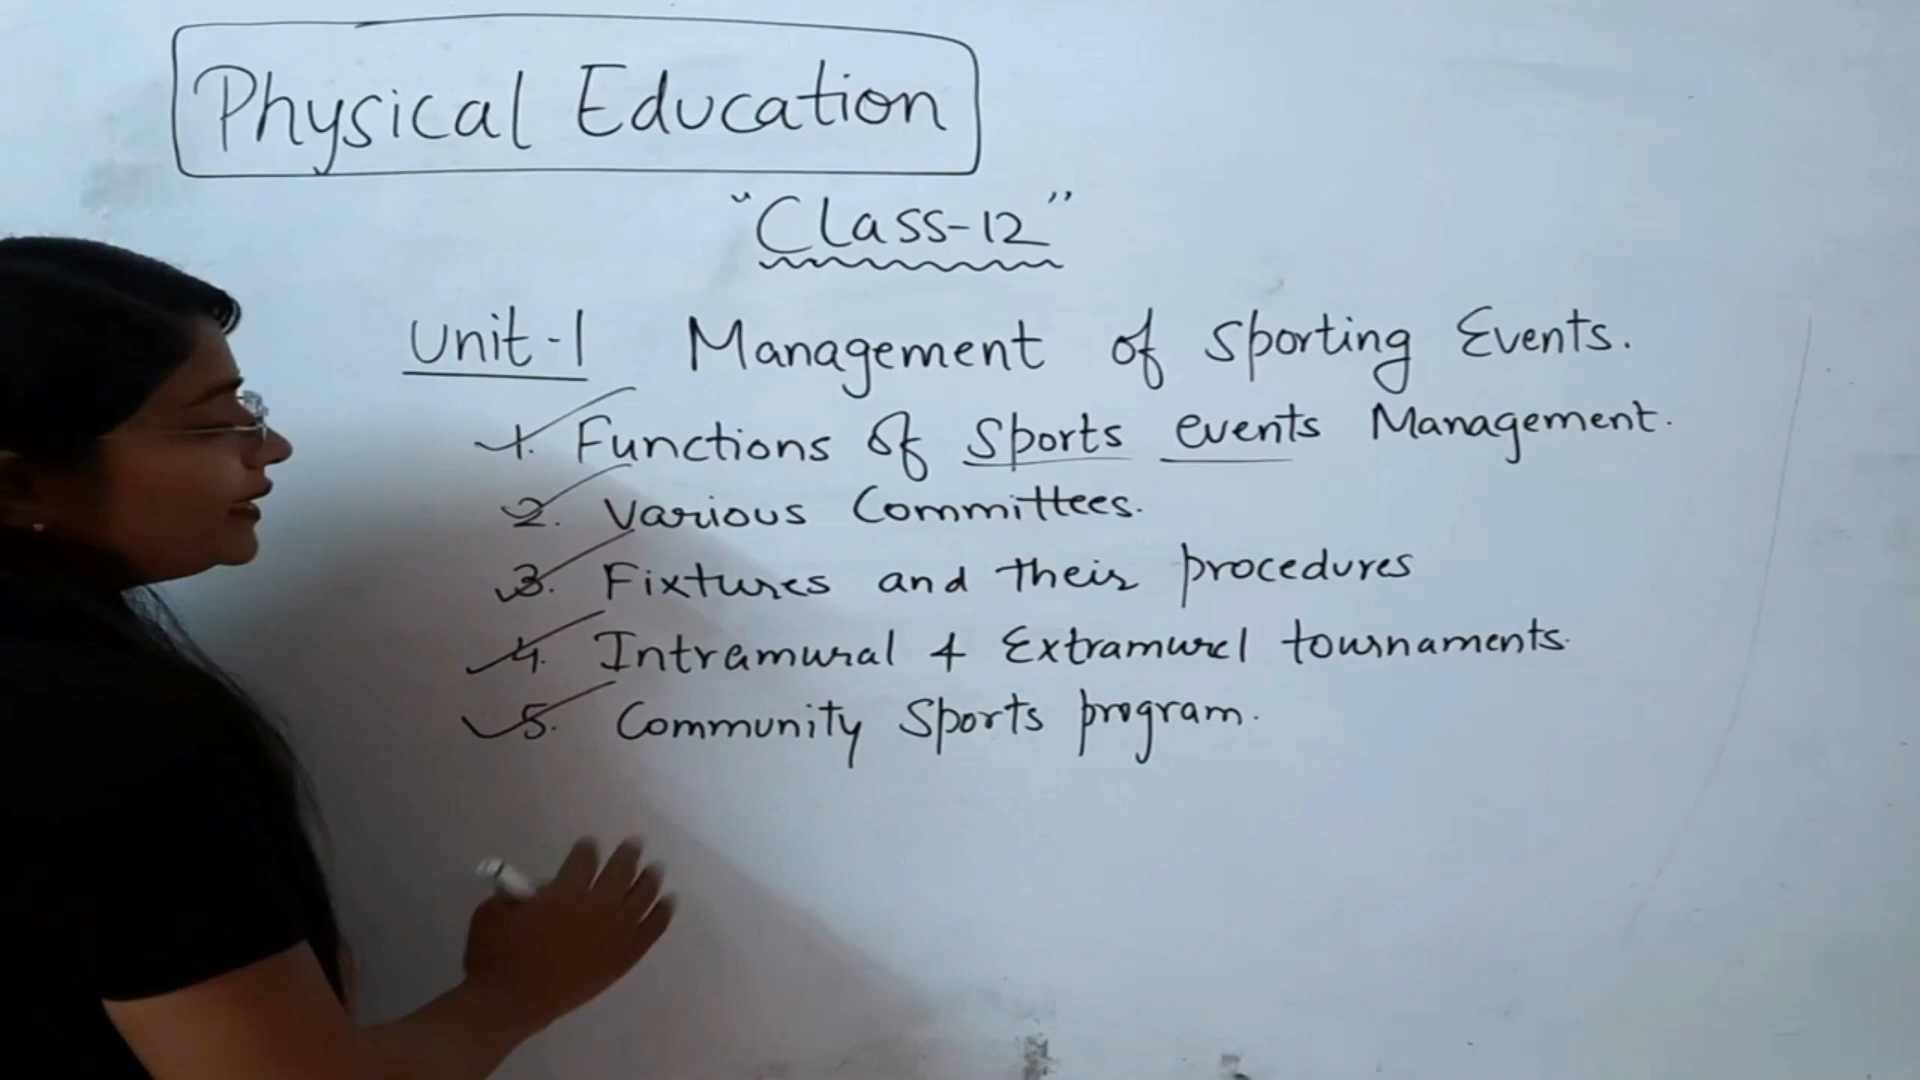 Physical Education
"Class-12"
Unit-1 Management of Sporting Events.
1. Functions of Sports events Management.
2. Various Committees.
3. Fixtures and their procedures
4. Intramural & Extramural tournaments.
5. Community Sports program.